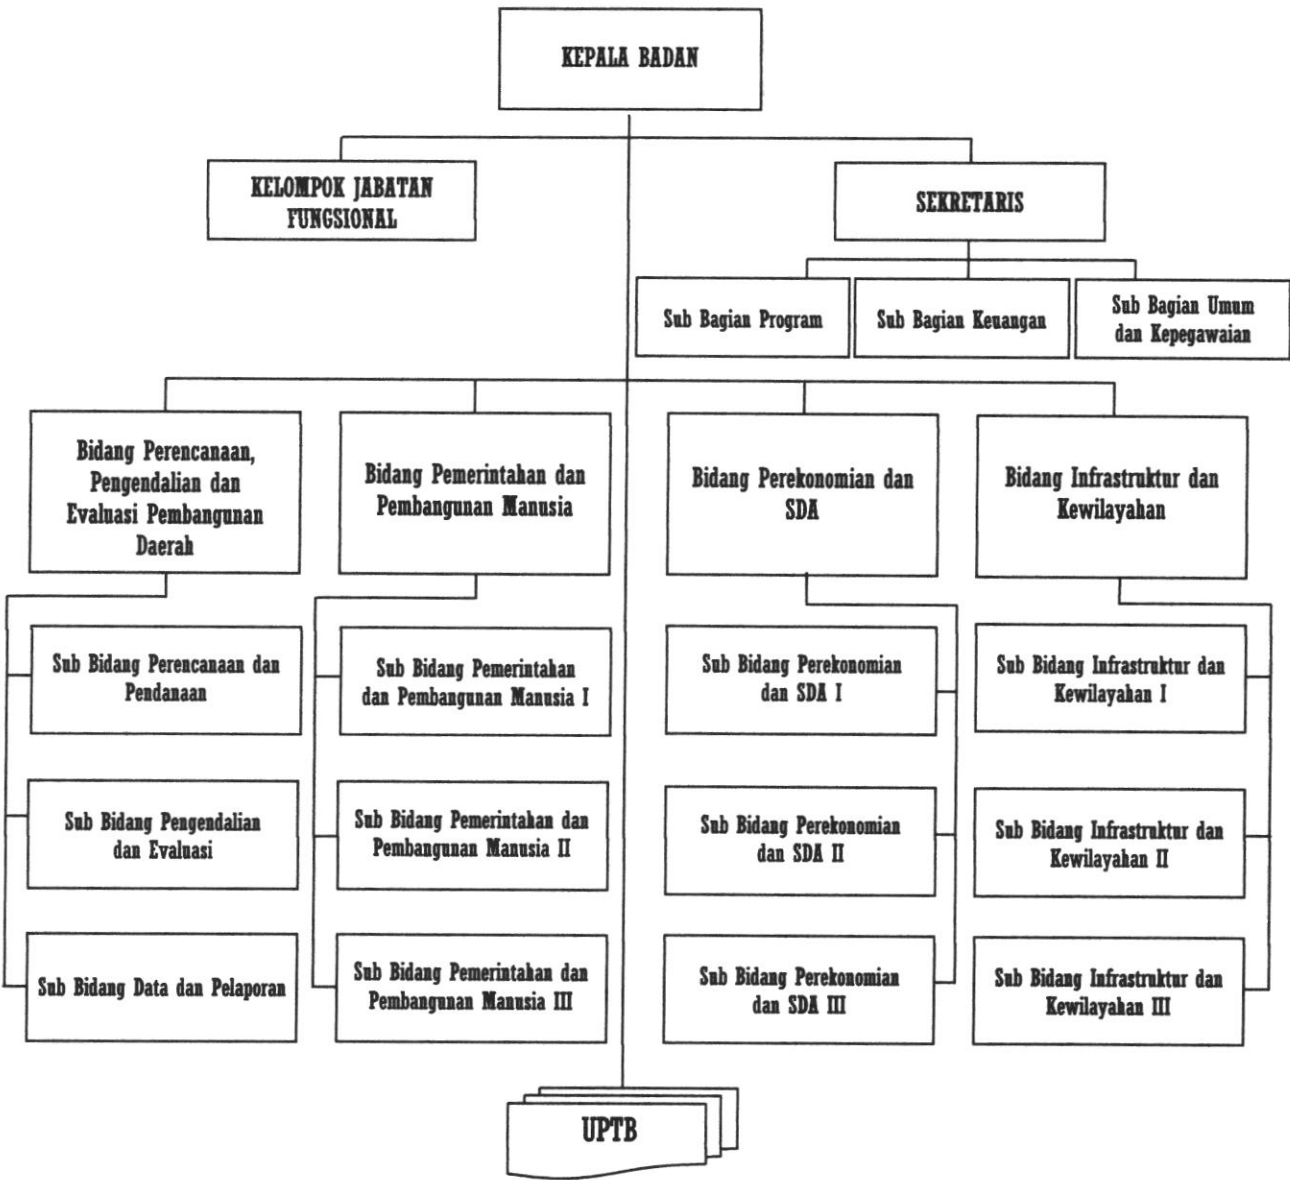 KEPALA BADAN
KELOMPOK JABATAN
FUNGSIONAL
SEKRETARIS
Sub Bagian Program
Sub Bagian Keuangan
Sub Bagian Umum
dan Kepegawaian
Bidang Perencanaan,
Pengendalian dan
Evaluasi Pembangunan
Daerah
Bidang Pemerintahan dan
Pembangunan Manusia
Bidang Perekonomian dan
SDA
Bidang Infrastruktur dan
Kewilayahan
Sub Bidang Perencanaan dan
Pendanaan
Sub Bidang Pemerintahan
dan Pembangunan Manusia I
Sub Bidang Perekonomian
dan SDA I
Sub Bidang Infrastruktur dan
Kewilayahan I
Sub Bidang Pengendalian
dan Evaluasi
Sub Bidang Pemerintahan dan
Pembangunan Manusia II
Sub Bidang Perekonomian
dan SDA II
Sub Bidang Infrastruktur dan
Kewilayahan II
Sub Bidang Data dan Pelaporan
Sub Bidang Pemerintahan dan
Pembangunan Manusia III
Sub Bidang Perekonomian
dan SDA III
Sub Bidang Infrastruktur dan
Kewilayahan III
UPTB